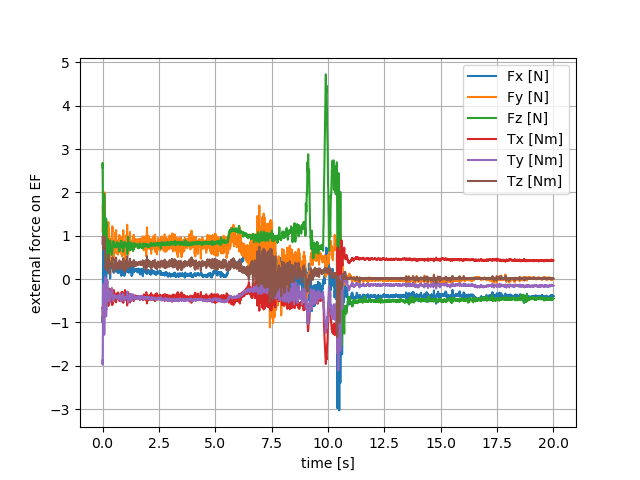 external force on EF
5
4
3
2
1
0
−1
−2
−3
Fx [N]
Fy [N]
Fz [N]
Tx [Nm]
Ty [Nm]
Tz [Nm]
0.0 2.5 5.0 7.5 10.0 12.5 15.0 17.5 20.0
time [s]